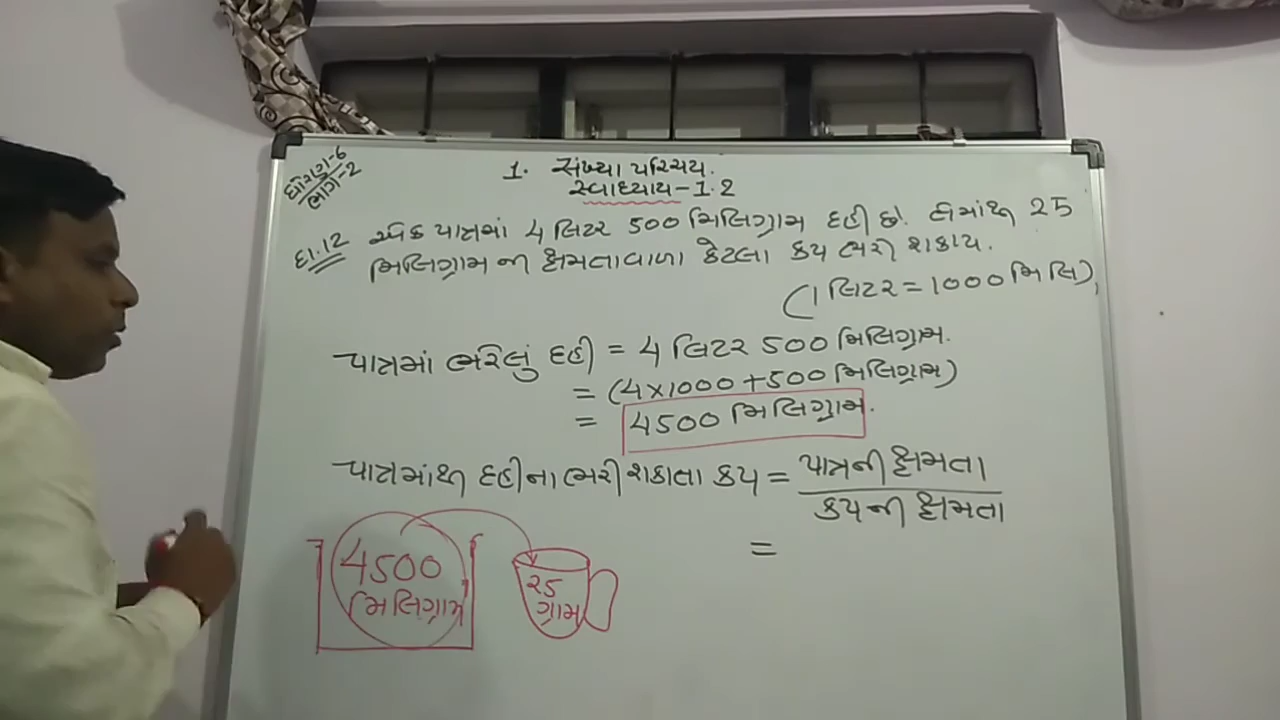 ધોરણ-6
ભાગ-2
1. સંખ્યા પરિચય.
સ્વાધ્યાય-1.2
દા.12 એક પાત્રમાં 4 લિટર 500 મિલિગ્રામ દહી છે. તેમાંથી 25
મિલિગ્રામ ની ક્ષમતાવાળા કેટલા કપ ભરી શકાય.
(1 લિટર = 1000 મિલિ)
પાત્રમાં ભરેલું દહી = 4 લિટર 500 મિલિગ્રામ.
= (4×1000 + 500 મિલિગ્રામ)
= 4500 મિલિગ્રામ.
પાત્રમાંથી દહીના ભરી શકાતા કપ = પાત્રની ક્ષમતા
કપની ક્ષમતા
=
4500
મિલિગ્રામ
25
ગ્રામ